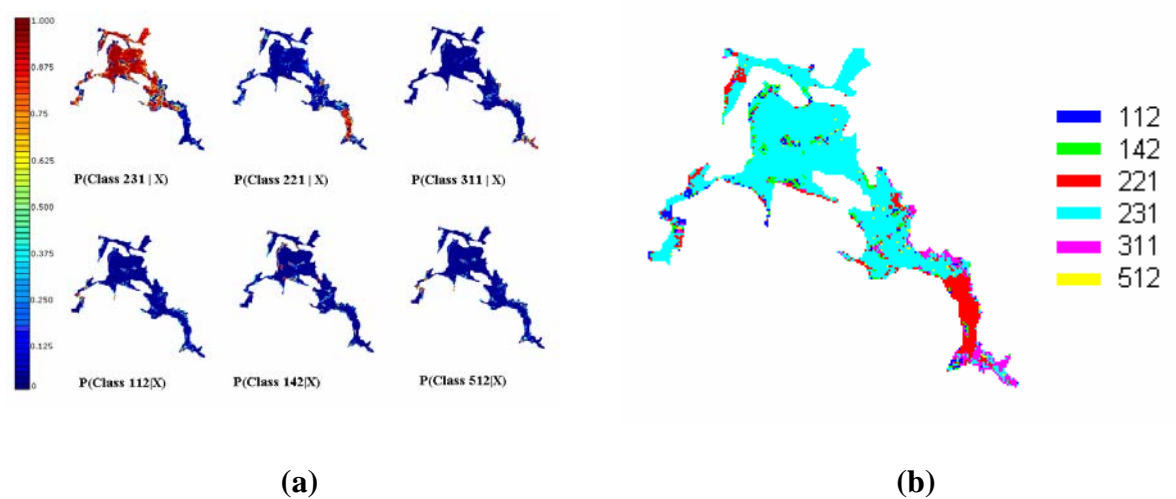 1.000
0.875
0.75
0.625
0.500
0.375
0.250
0.125
0
P(Class 231 | X)
P(Class 221 | X)
P(Class 311 | X)
P(Class 112|X)
P(Class 142|X)
P(Class 512|X)
112
142
221
231
311
512
(a)
(b)